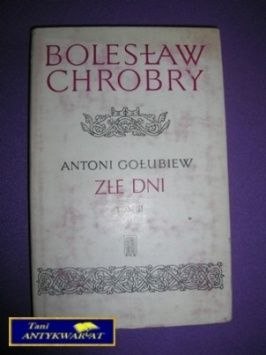 BOLESŁAW
CHROBRY
ANTONI GOŁUBIEW
ZŁE DNI
Tani
ANTYKWARIAT